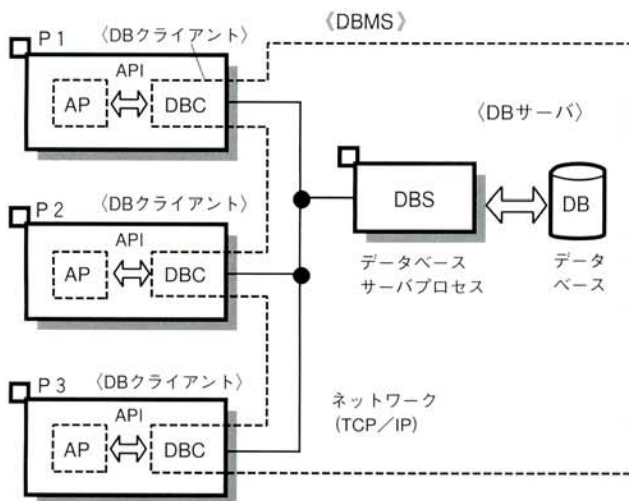 《DBMS》
P1 〈DBクライアント〉
API
AP DBC
〈DBサーバ〉
DBS DB
データベース
サーバプロセス
データ
ベース
P2 〈DBクライアント〉
API
AP DBC
P3 〈DBクライアント〉
API
AP DBC
ネットワーク
(TCP/IP)